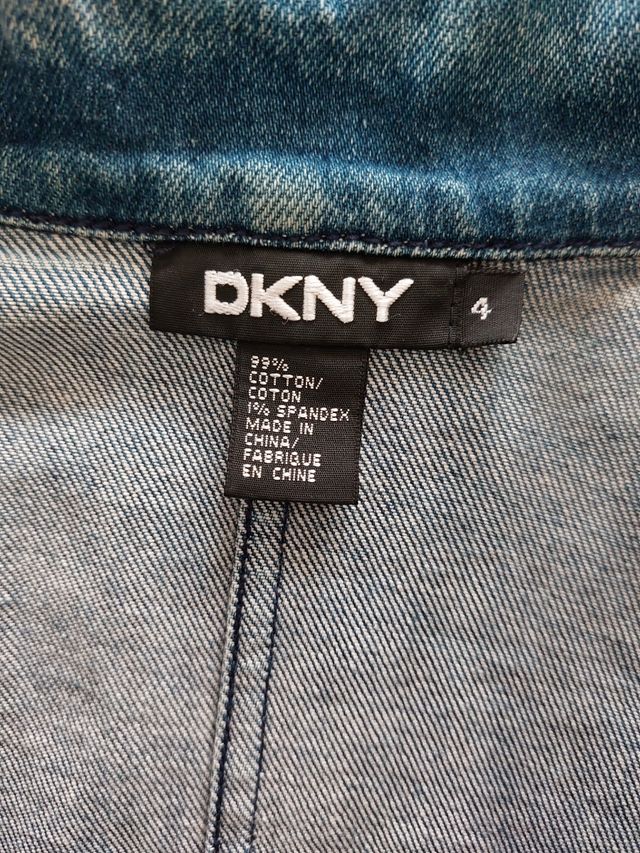 DKNY 4
99%
COTTON/
COTON
1% SPANDEX
MADE IN
CHINA/
FABRIQUE
EN CHINE